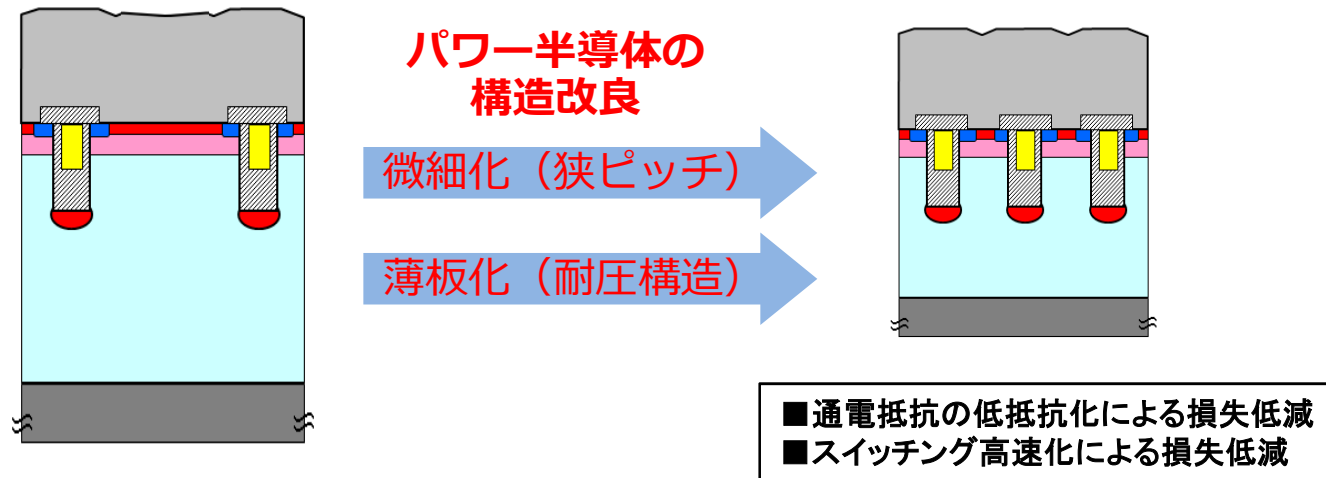 パワー半導体の
構造改良
微細化（狭ピッチ）
薄板化（耐圧構造）
■通電抵抗の低抵抗化による損失低減
■スイッチング高速化による損失低減